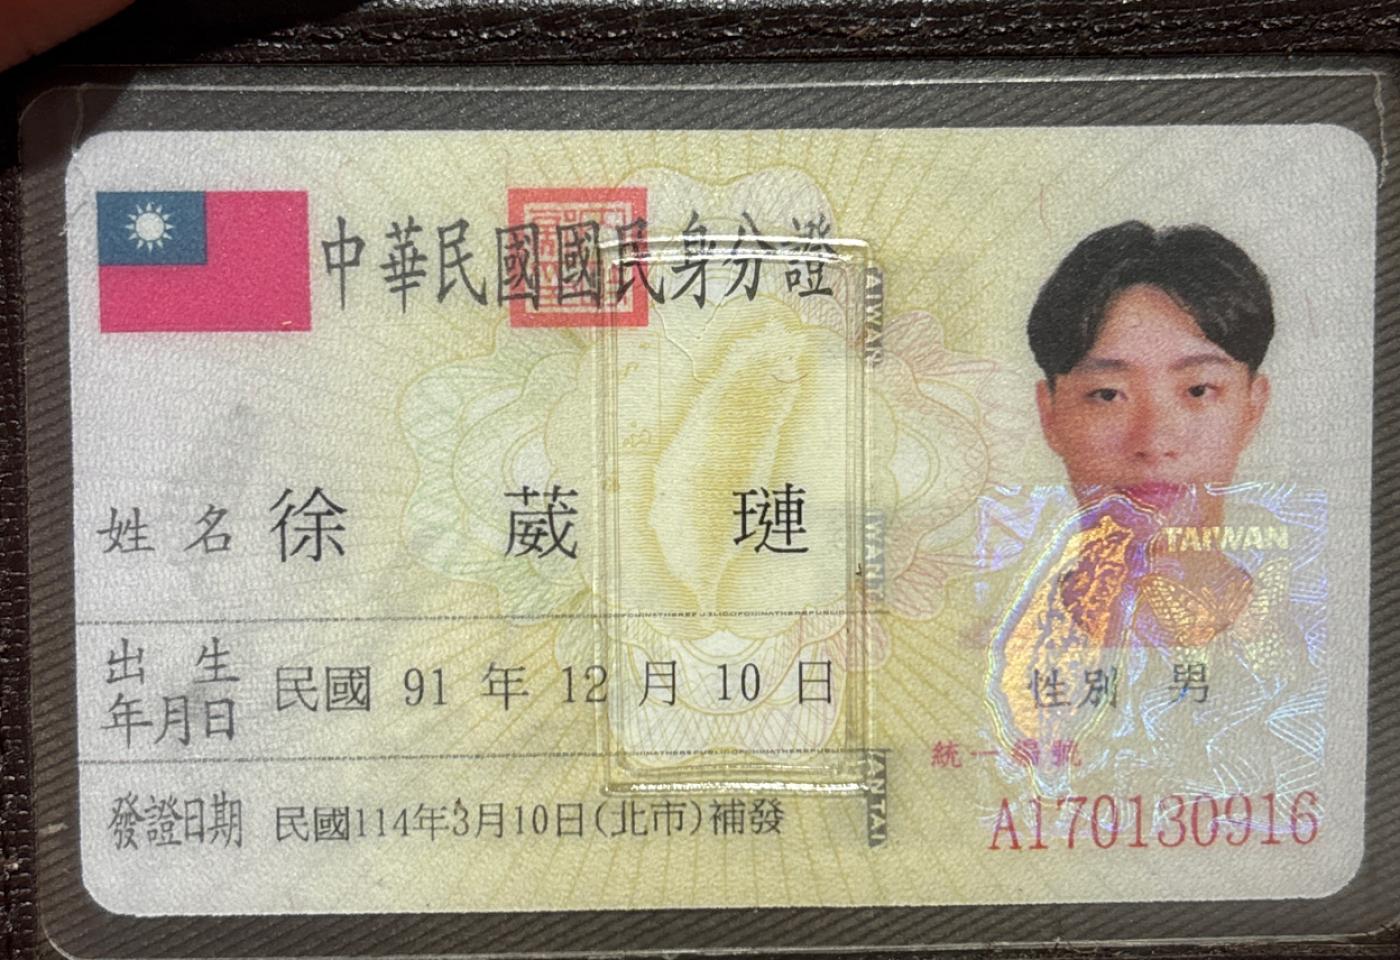 中華民國國民身分證
TAIWAN
姓名 徐葳璉
TAIWAN
出生年月日 民國 91 年 12 月 10 日
性別 男
統一編號
發證日期 民國114年3月10日(北市)補發
A170130916